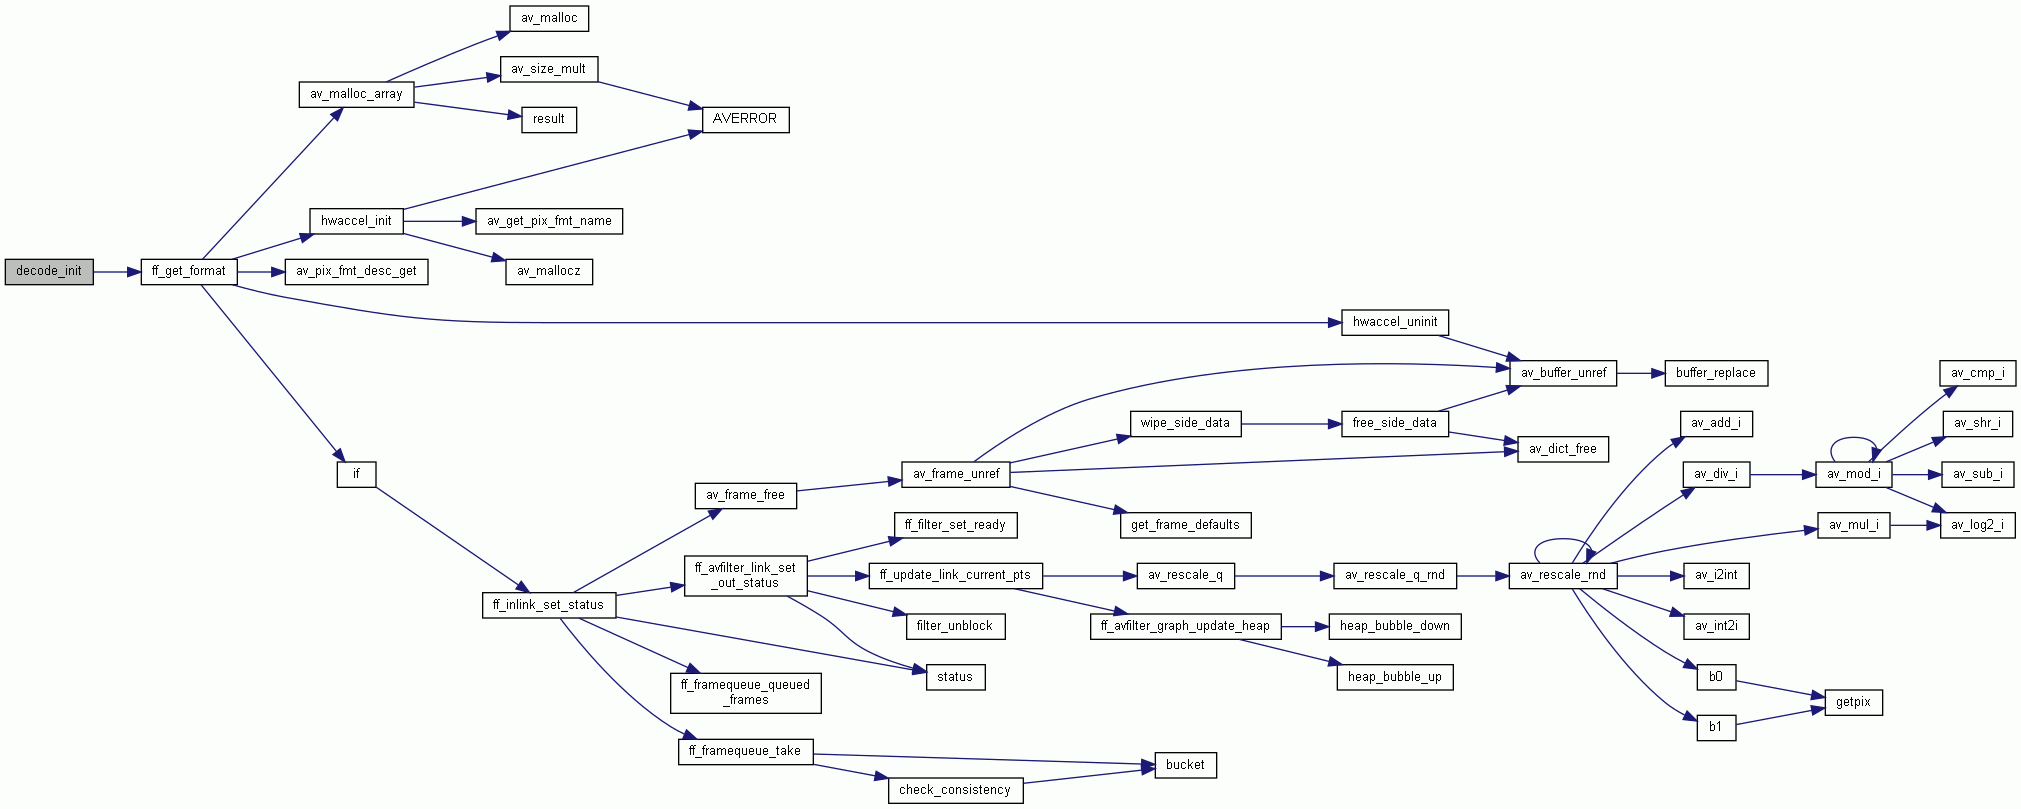 av_malloc
av_size_mult
av_malloc_array
AVERROR
result
hwaccel_init
av_get_pix_fmt_name
decode_init
ff_get_format
av_pix_fmt_desc_get
av_mallocz
hwaccel_uninit
av_buffer_unref
buffer_replace
av_cmp_i
wipe_side_data
free_side_data
av_add_i
av_shr_i
av_dict_free
if
av_frame_unref
av_div_i
av_mod_i
av_sub_i
av_frame_free
ff_filter_set_ready
get_frame_defaults
av_mul_i
av_log2_i
ff_avfilter_link_set
_out_status
ff_update_link_current_pts
av_rescale_q
av_rescale_q_rnd
av_rescale_rnd
av_i2int
ff_inlink_set_status
filter_unblock
ff_avfilter_graph_update_heap
heap_bubble_down
av_int2i
status
heap_bubble_up
b0
ff_framequeue_queued
_frames
getpix
b1
ff_framequeue_take
bucket
check_consistency